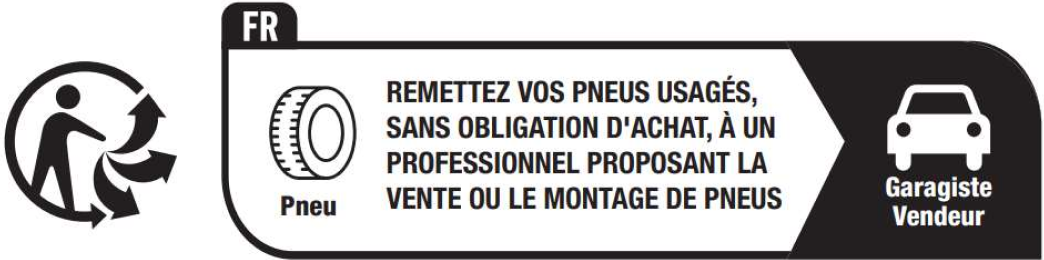 FR
REMETTEZ VOS PNEUS USAGÉS,
SANS OBLIGATION D'ACHAT, À UN
PROFESSIONNEL PROPOSANT LA
VENTE OU LE MONTAGE DE PNEUS
Pneu
Garagiste
Vendeur